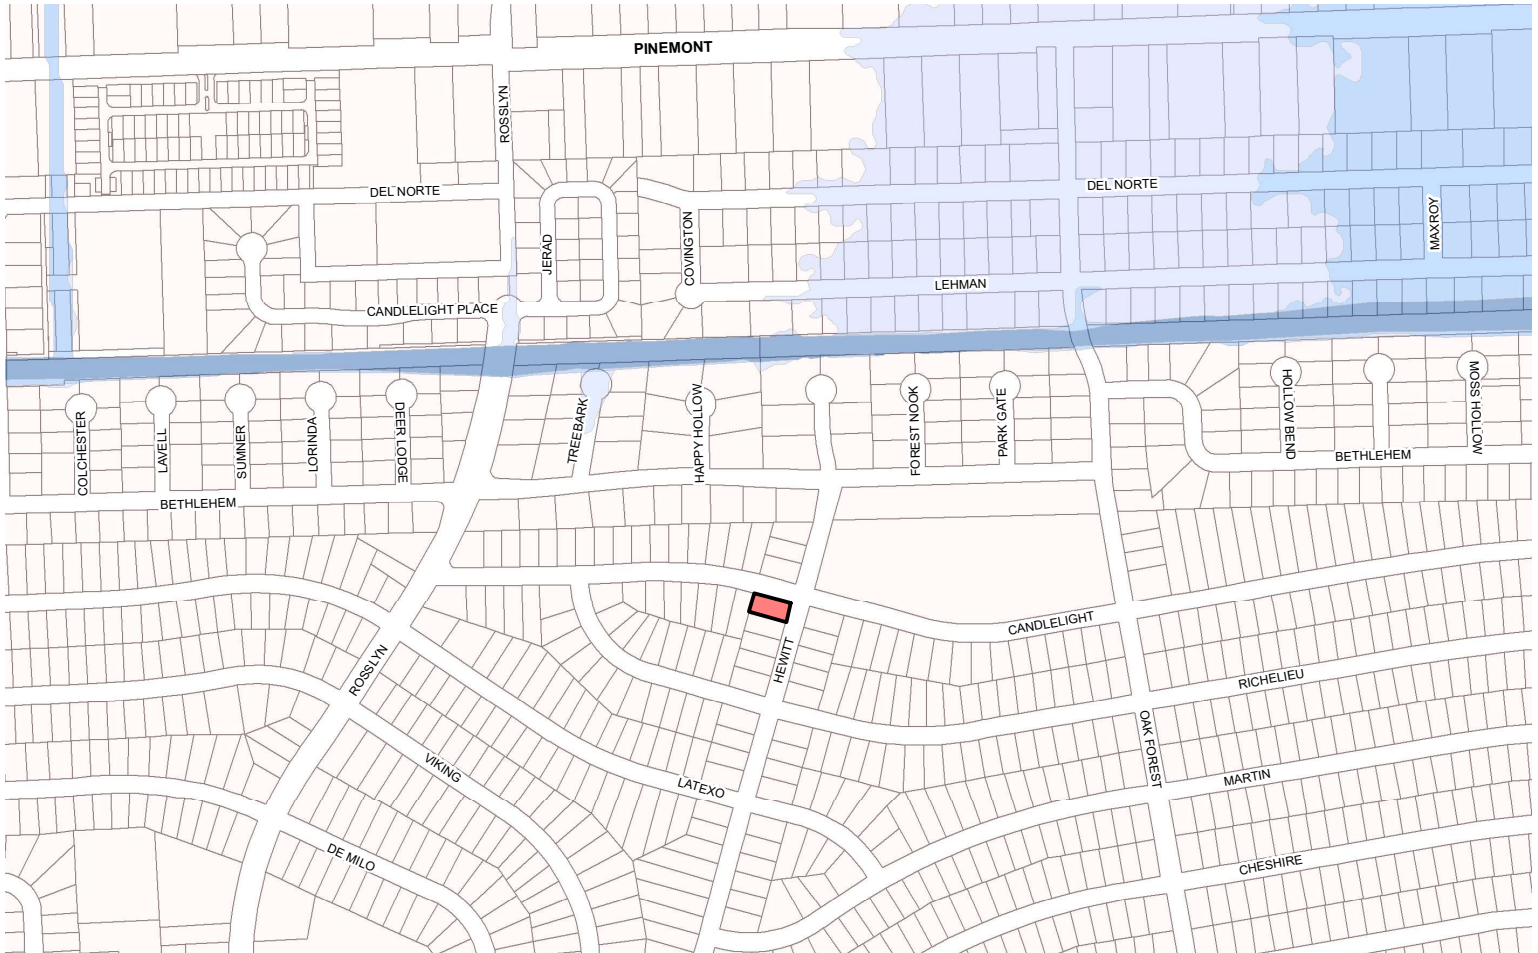 PINEMONT
ROSSLYN
DEL NORTE
DEL NORTE
MAXROY
JERAD
COVINGTON
LEHMAN
CANDLELIGHT PLACE
COLCHESTER
LAVELL
SUMNER
LORINDA
DEER LODGE
TREEBARK
HAPPY HOLLOW
FOREST NOOK
PARK GATE
HOLLOW BEND
MOSS HOLLOW
BETHLEHEM
BETHLEHEM
CANDLELIGHT
HEWITT
ROSSLYN
RICHELIEU
OAK FOREST
VIKING
LATEXO
MARTIN
DE MILO
CHESHIRE